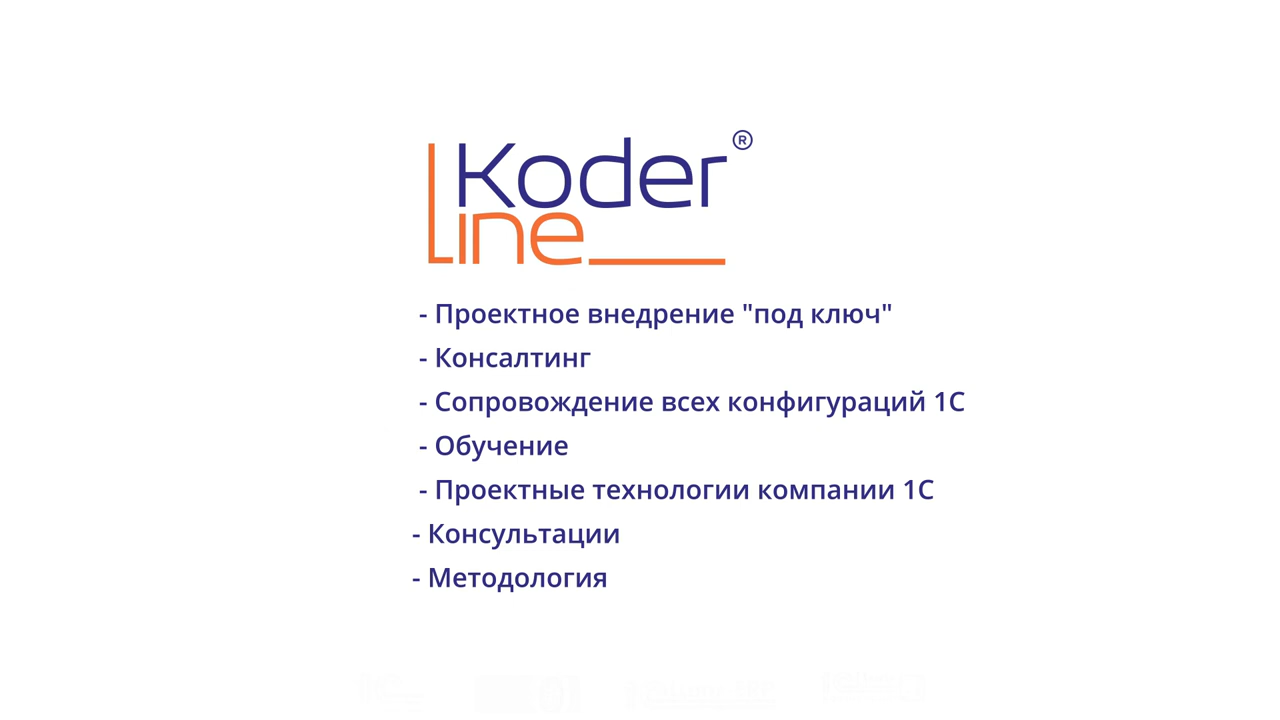 Koder®
Line
- Проектное внедрение "под ключ"
- Консалтинг
- Сопровождение всех конфигураций 1С
- Обучение
- Проектные технологии компании 1С
- Консультации
- Методология